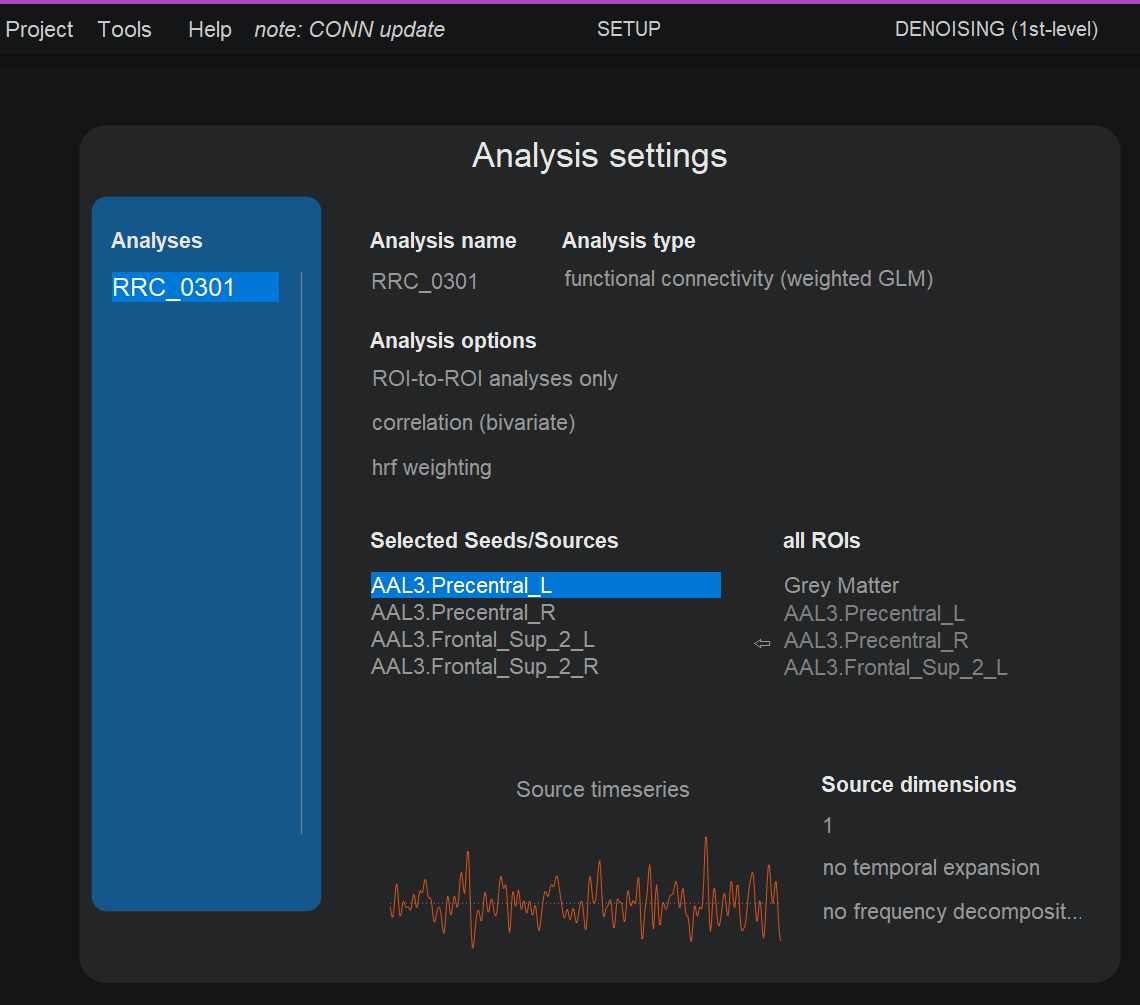 Project Tools Help note: CONN update SETUP DENOISING (1st-level)
Analysis settings
Analyses
RRC_0301
Analysis name Analysis type
RRC_0301 functional connectivity (weighted GLM)
Analysis options
ROI-to-ROI analyses only
correlation (bivariate)
hrf weighting
Selected Seeds/Sources all ROIs
AAL3.Precentral_L Grey Matter
AAL3.Precentral_R AAL3.Precentral_L
AAL3.Frontal_Sup_2_L ⇦ AAL3.Precentral_R
AAL3.Frontal_Sup_2_R AAL3.Frontal_Sup_2_L
Source timeseries
Source dimensions
1
no temporal expansion
no frequency decomposit...